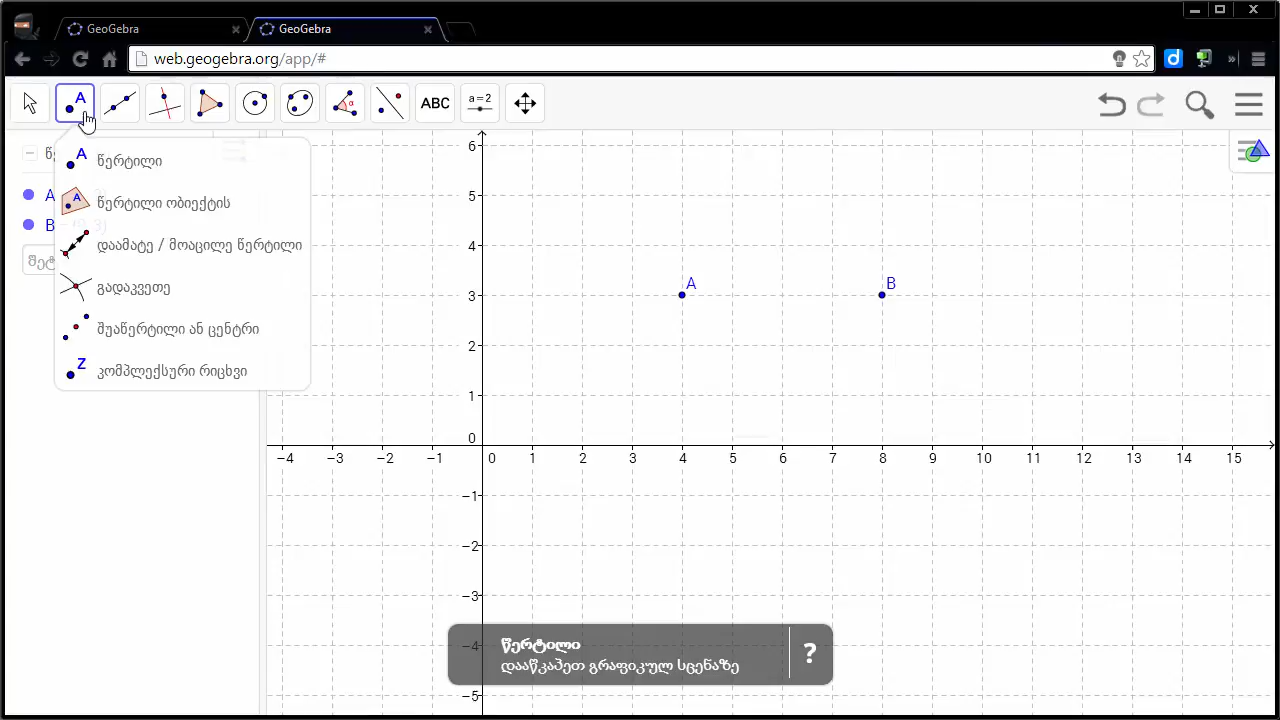 GeoGebra
GeoGebra
web.geogebra.org/app/#
A
ABC
a=2
α
A წერტილი
A წერტილი ობიექტის
დაამატე / მოაცილე წერტილი
გადაკვეთე
შუაწერტილი ან ცენტრი
Z კომპლექსური რიცხვი
A
B
A
B
6
5
4
3
2
1
0
−1
−2
−3
−4
−5
−4 −3 −2 −1 0 1 2 3 4 5 6 7 8 9 10 11 12 13 14 15
წერტილი
დააწკაპეთ გრაფიკულ სცენაზე
?